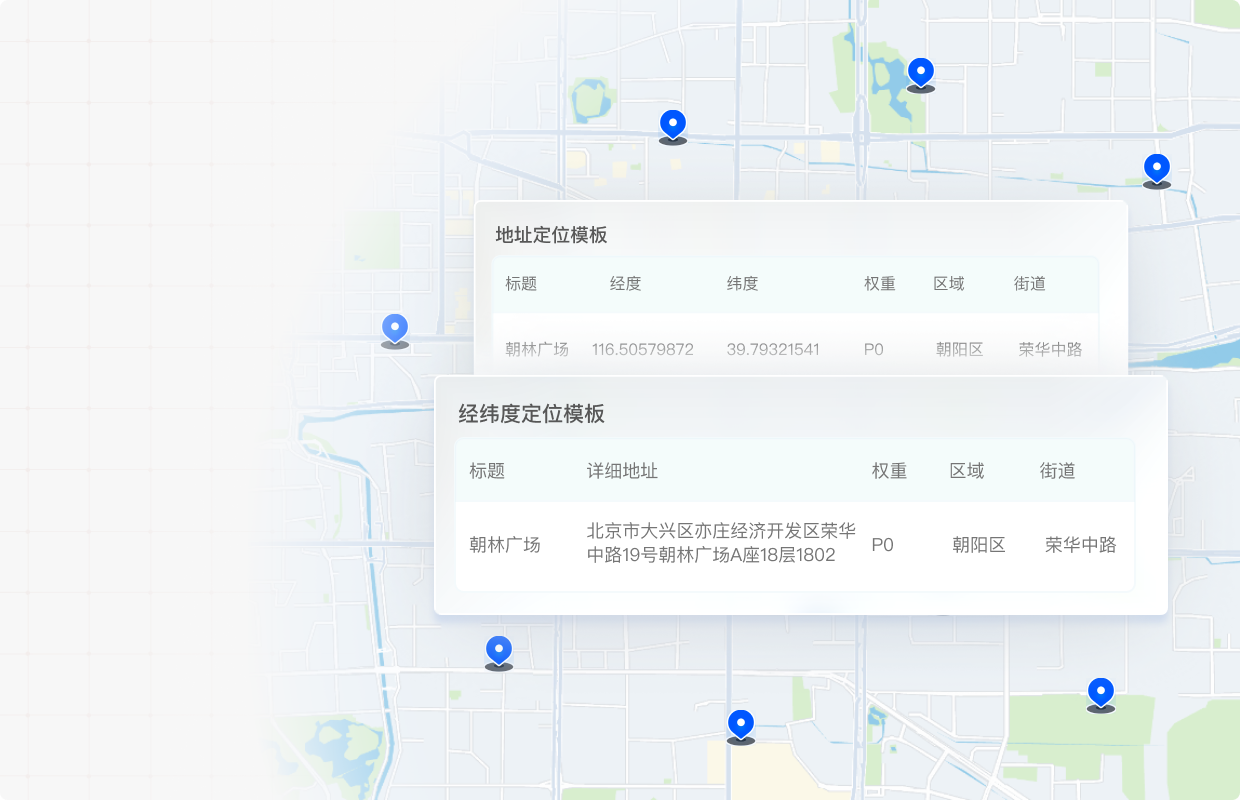 地址定位模板
标题 经度 纬度 权重 区域 街道
朝林广场 116.50579872 39.79321541 P0 朝阳区 荣华中路
经纬度定位模板
标题 详细地址 权重 区域 街道
北京市大兴区亦庄经济开发区荣华
朝林广场 中路19号朝林广场A座18层1802 P0 朝阳区 荣华中路